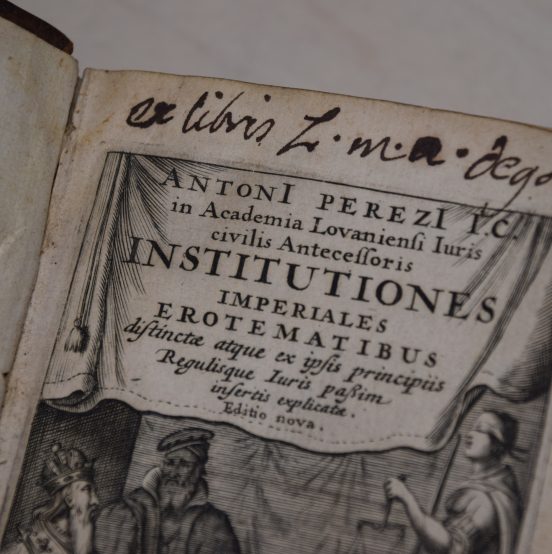 ex libris L. m. a. dego
ANTONI PEREZI I.C.
in Academia Lovaniensi Iuris
civilis Antecessoris
INSTITUTIONES
IMPERIALES
EROTEMATIBUS
distinctæ atque ex ipsis principiis
Regulisque Iuris passim
insertis explicatæ.
Editio nova.